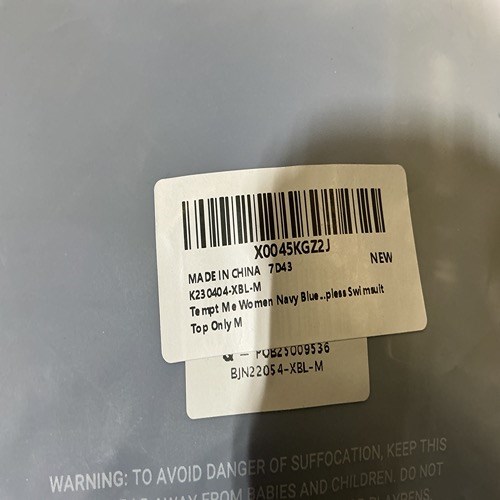 X0045KGZ2J
MADE IN CHINA 7D43 NEW
K230404-XBL-M
Tempt Me Women Navy Blue...pless Swimsuit
Top Only M
BJN22054-XBL-M
WARNING: TO AVOID DANGER OF SUFFOCATION, KEEP THIS
AWAY FROM BABIES AND CHILDREN. DO NOT